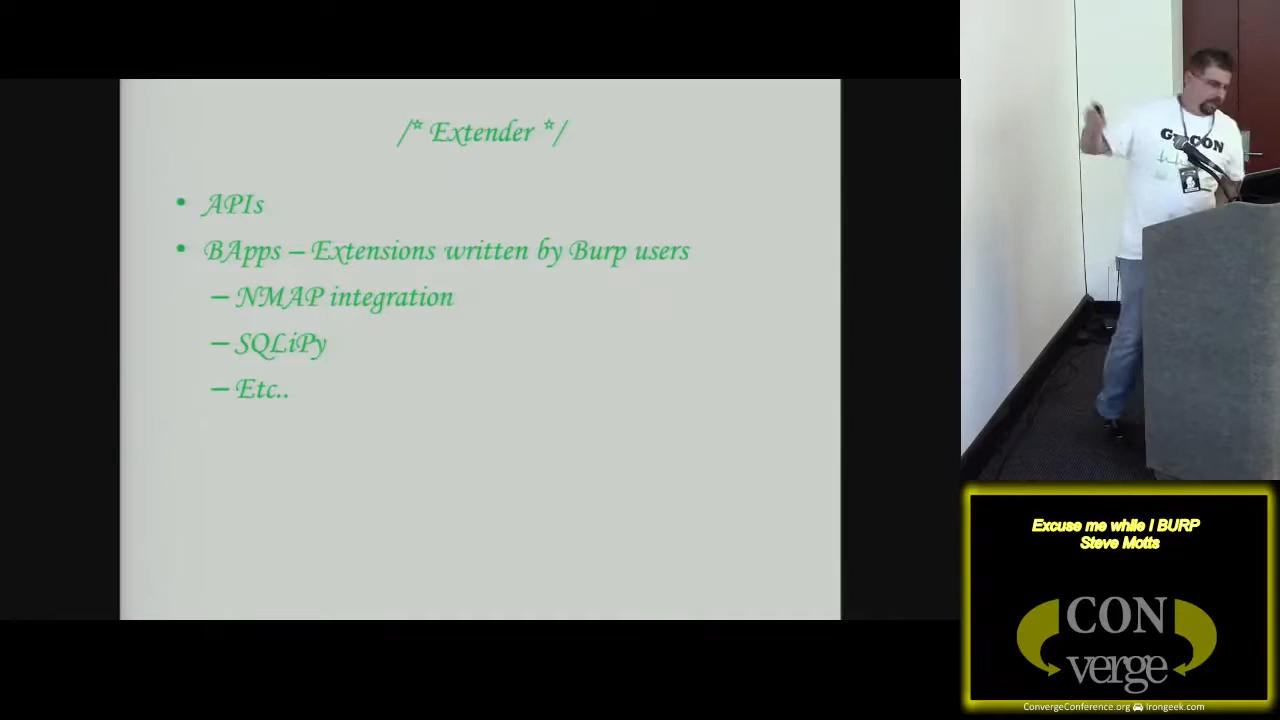 /* Extender */
• APIs
• BApps – Extensions written by Burp users
– NMAP integration
– SQLiPy
– Etc..
Excuse me while I BURP
Steve Motts
CON
verge
ConvergeConference.org Irongeek.com